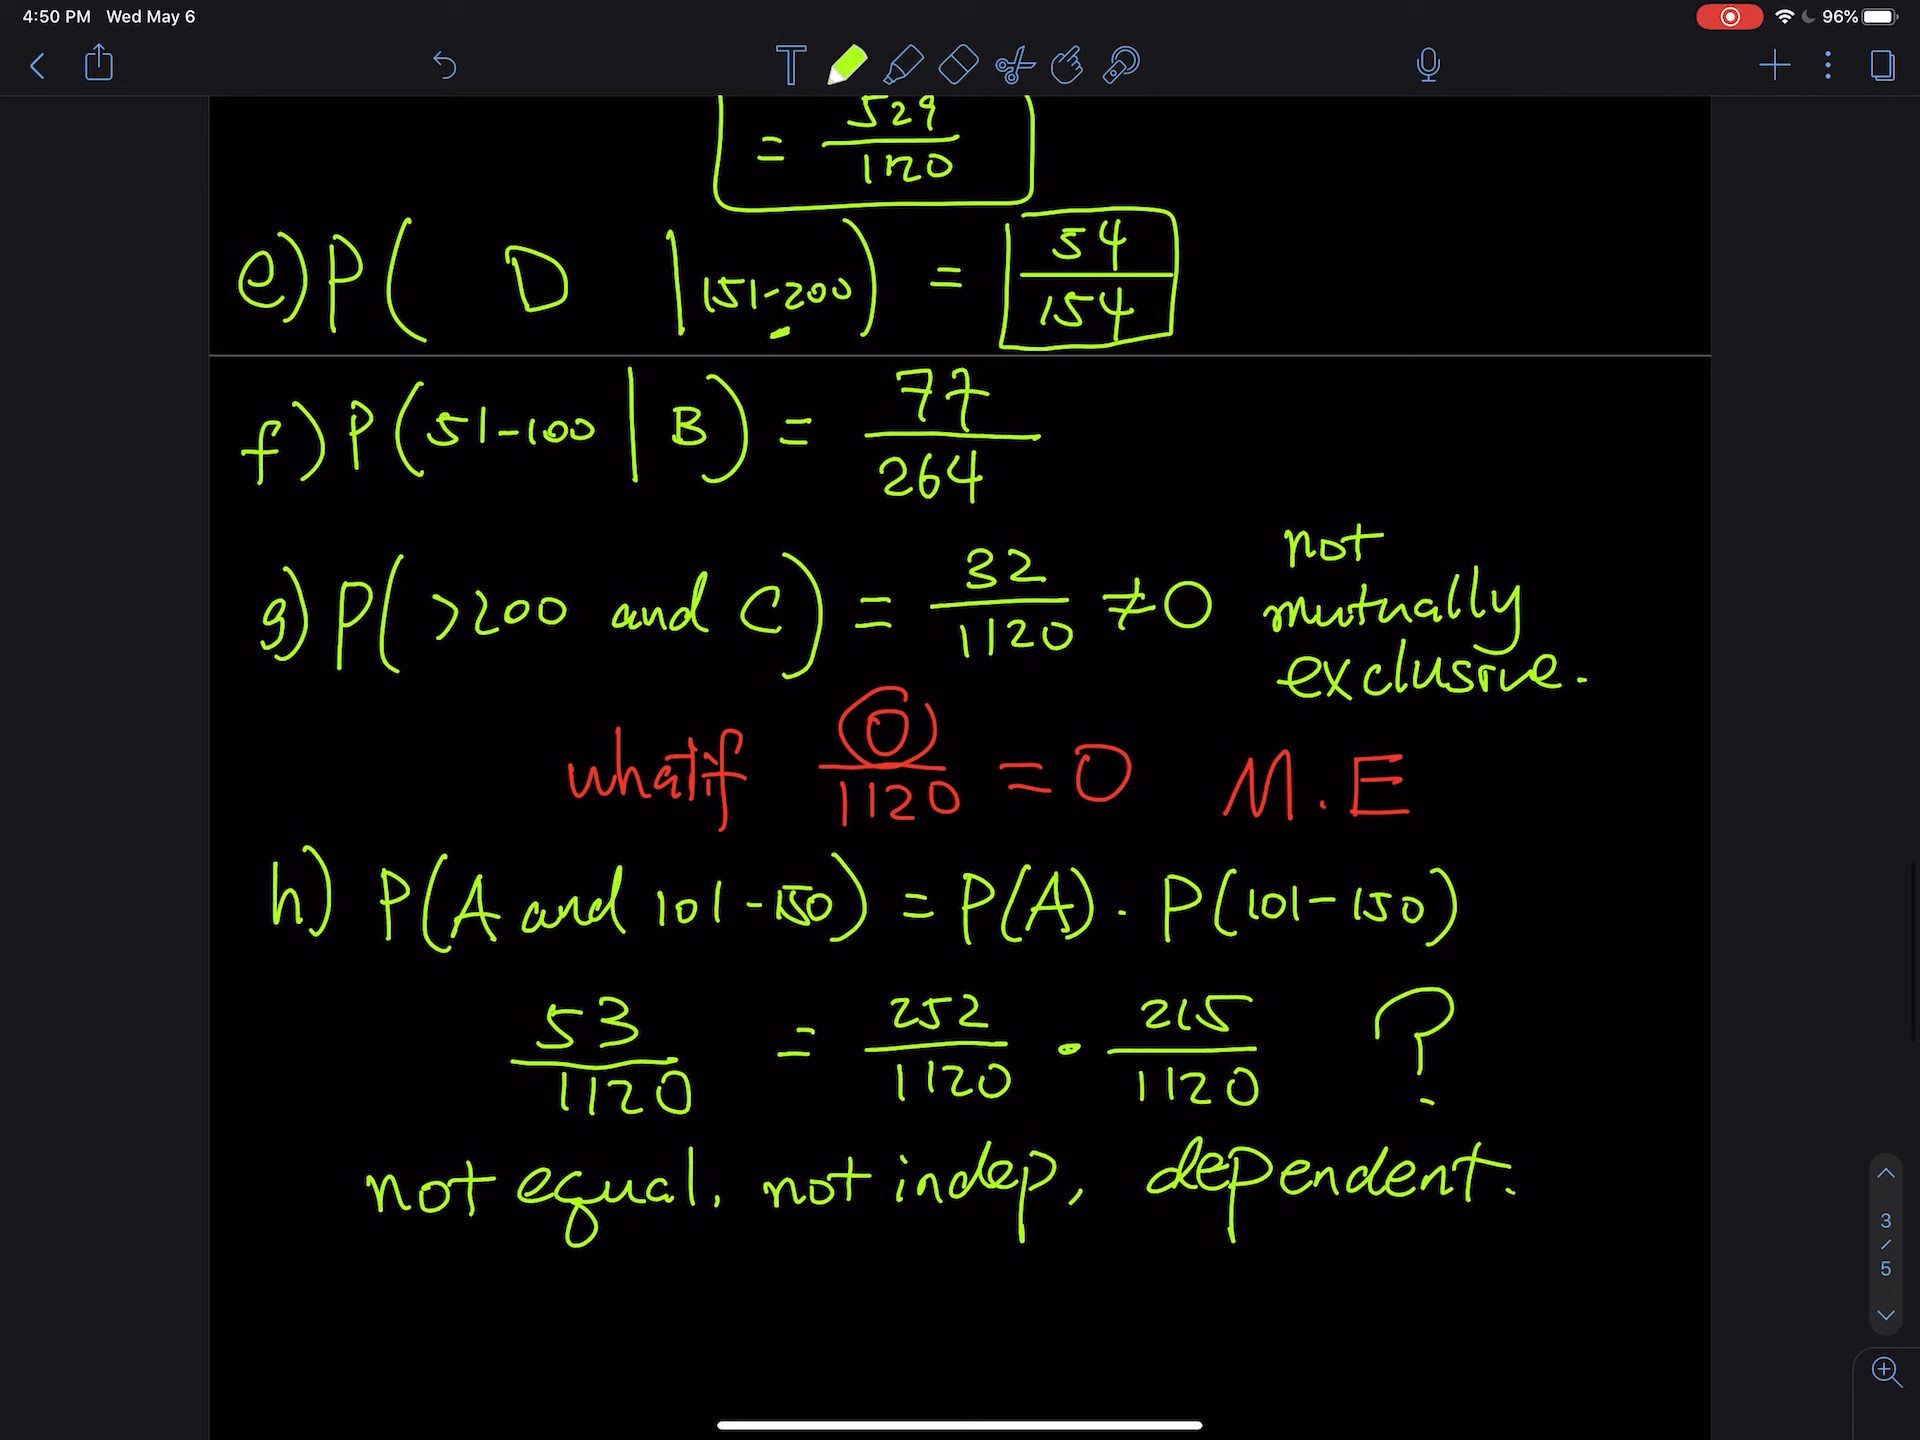 4:50 PM Wed May 6
96%
= 529/1120
e) P( D | 151-200 ) = 54/154
f) P( 51-100 | B ) = 77/264
g) P( >200 and C ) = 32/1120 ≠ 0 not mutually exclusive.
what if 0/1120 = 0 M.E
h) P(A and 101-150) = P(A) · P(101-150)
53/1120 = 252/1120 · 215/1120 ?
not equal. not indep, dependent.
3
/
5